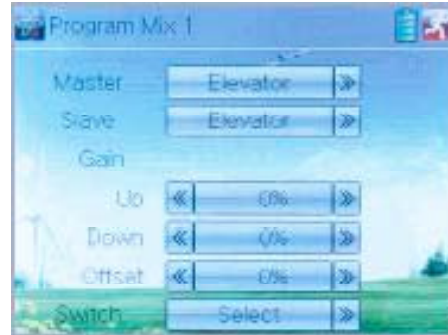 Program Mix 1
Master Elevator
Slave Elevator
Gain
Up 0%
Down 0%
Offset 0%
Switch Select